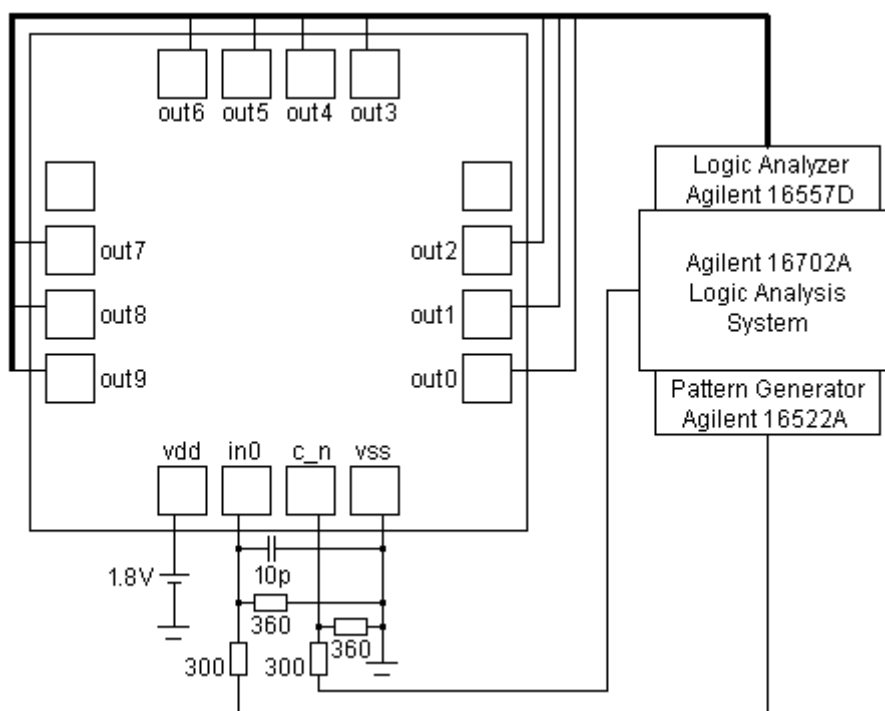 out6 out5 out4 out3
Logic Analyzer
Agilent 16557D
out7
out2
Agilent 16702A
Logic Analysis
System
out8
out1
out9
out0
Pattern Generator
Agilent 16522A
vdd in0 c_n vss
1.8V
10p
360
360
300
300